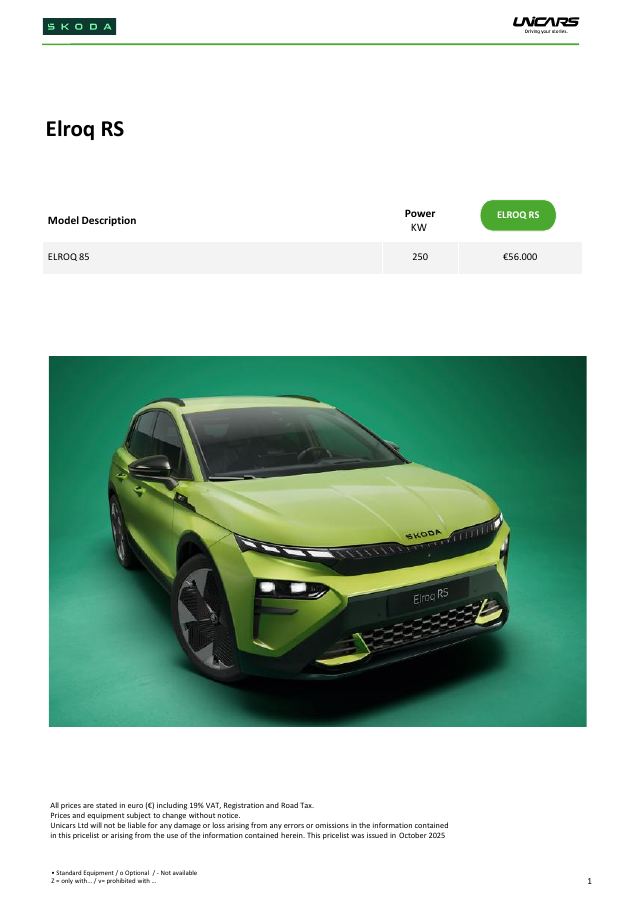 SKODA
UNICARS
Driving your stories.
Elroq RS
Model Description
Power
KW
ELROQ RS
ELROQ 85
250
€56.000
SKODA
Elroq RS
All prices are stated in euro (€) including 19% VAT, Registration and Road Tax.
Prices and equipment subject to change without notice.
Unicars Ltd will not be liable for any damage or loss arising from any errors or omissions in the information contained
in this pricelist or arising from the use of the information contained herein. This pricelist was issued in October 2025
• Standard Equipment / o Optional / - Not available
Z = only with... / v= prohibited with ...
1